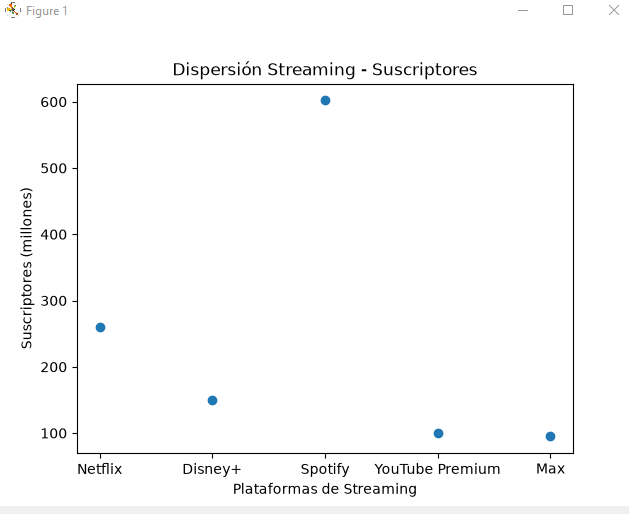 Figure 1
Dispersión Streaming - Suscriptores
Suscriptores (millones)
600
500
400
300
200
100
Netflix Disney+ Spotify YouTube Premium Max
Plataformas de Streaming